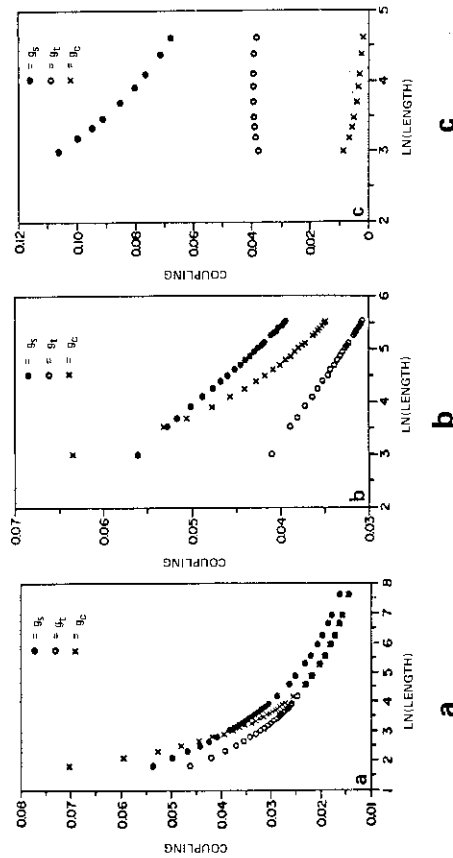 COUPLING
0.08
0.07
0.06
0.05
0.04
0.03
0.02
0.01
● = gs
○ = gt
× = gc
a
1 2 3 4 5 6 7 8
LN(LENGTH)
a
COUPLING
0.07
0.06
0.05
0.04
0.03
● = gs
○ = gt
× = gc
b
2 3 4 5 6
LN(LENGTH)
b
COUPLING
0.12
0.10
0.08
0.06
0.04
0.02
0
● = gs
○ = gt
× = gc
c
2 3 4 5
LN(LENGTH)
c